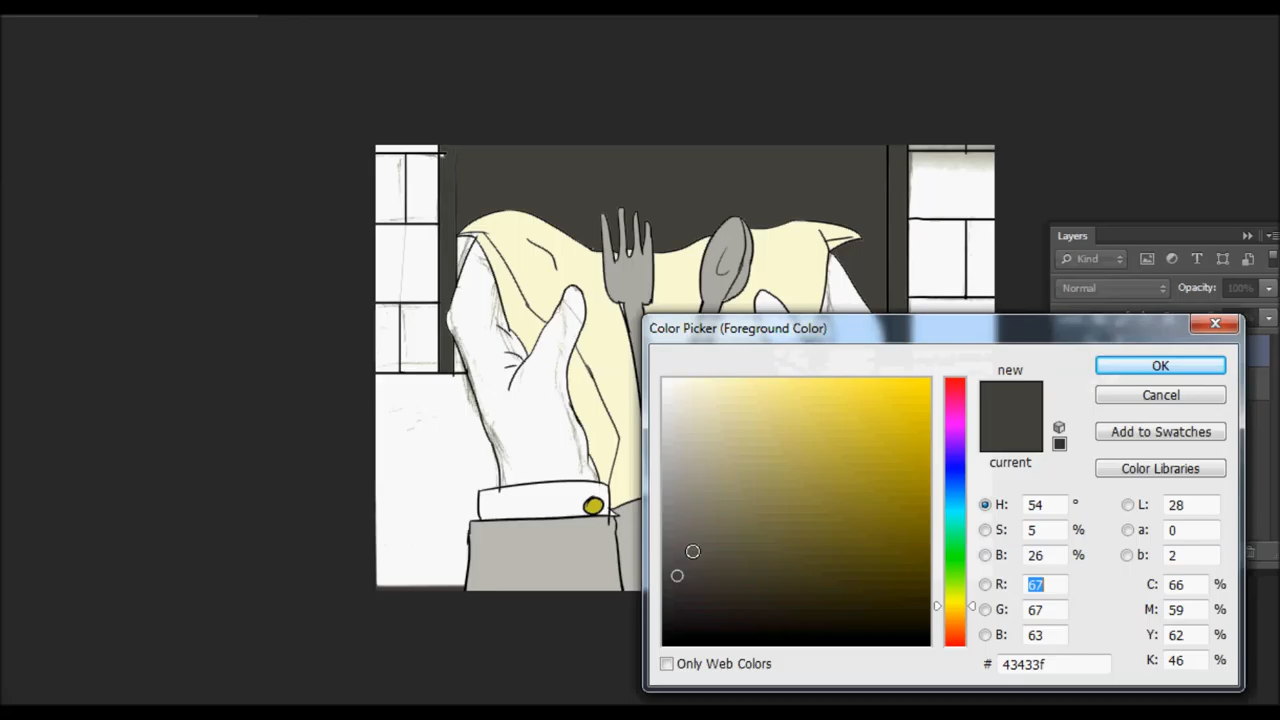 Layers
Kind
Normal
Opacity: 100%
Color Picker (Foreground Color)
new
current
OK
Cancel
Add to Swatches
Color Libraries
H: 54 °
L: 28
S: 5 %
a: 0
B: 26 %
b: 2
R: 67
C: 66 %
G: 67
M: 59 %
B: 63
Y: 62 %
# 43433f
K: 46 %
Only Web Colors